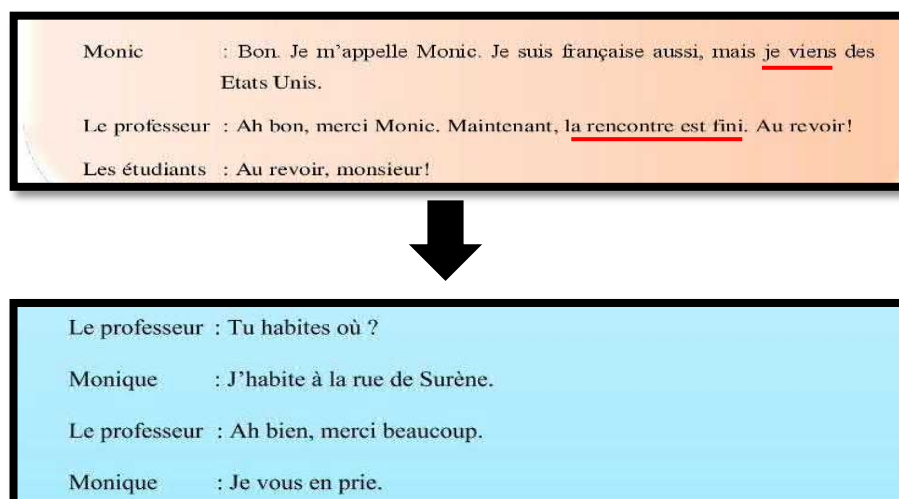 Monic : Bon. Je m'appelle Monic. Je suis française aussi, mais je viens des
Etats Unis.
Le professeur : Ah bon, merci Monic. Maintenant, la rencontre est fini. Au revoir!
Les étudiants : Au revoir, monsieur!
Le professeur : Tu habites où ?
Monique : J'habite à la rue de Surène.
Le professeur : Ah bien, merci beaucoup.
Monique : Je vous en prie.